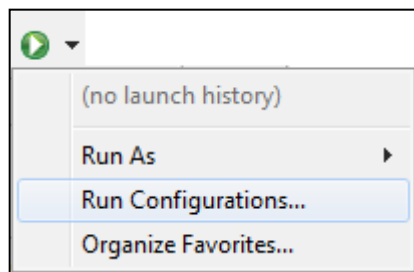 (no launch history)
Run As
Run Configurations...
Organize Favorites...